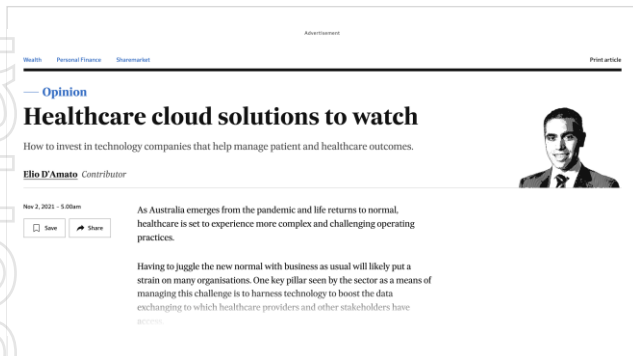 Advertisement
Wealth Personal Finance Sharemarket Print article
Opinion
Healthcare cloud solutions to watch
How to invest in technology companies that help manage patient and healthcare outcomes.
Elio D'Amato Contributor
Nov 2, 2021 – 5.00am
Save Share
As Australia emerges from the pandemic and life returns to normal,
healthcare is set to experience more complex and challenging operating
practices.
Having to juggle the new normal with business as usual will likely put a
strain on many organisations. One key pillar seen by the sector as a means of
managing this challenge is to harness technology to boost the data
exchanging to which healthcare providers and other stakeholders have